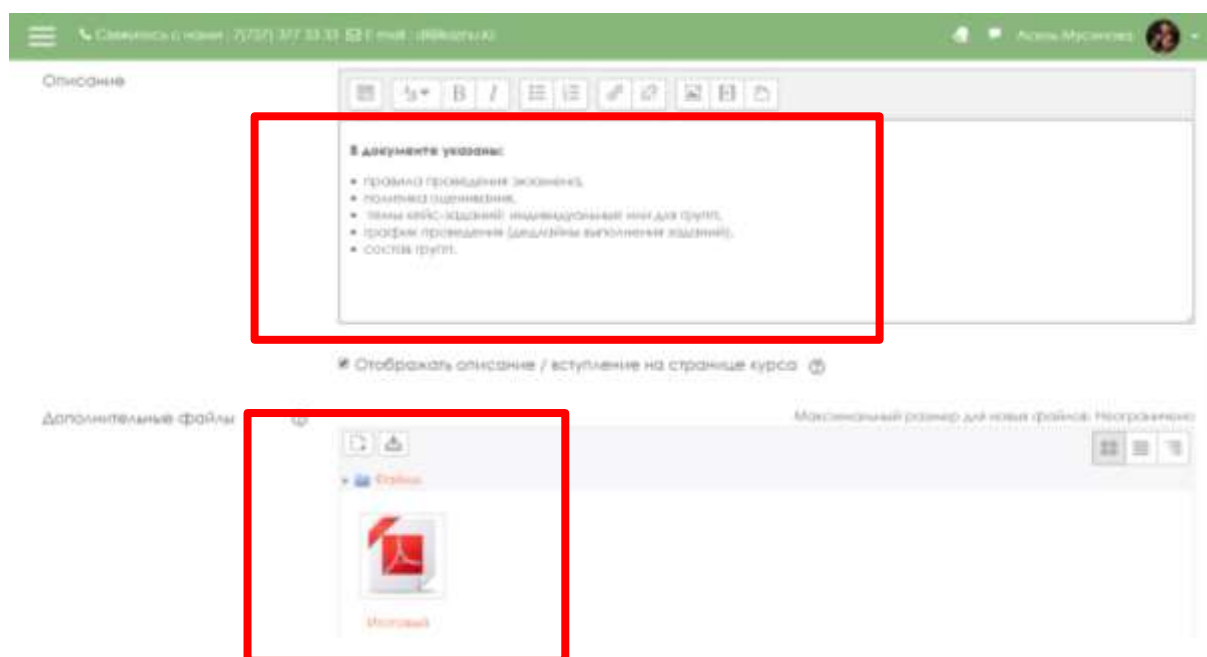 Свяжитесь с нами : 7(727) 377 33 33 E-mail :
Описание
В документе указаны:
• правила проведения экзамена,
• политика оценивания,
• темы кейс-заданий: индивидуальные или для групп,
• график проведения (дедлайны выполнения заданий),
• состав групп.
Отображать описание / вступление на странице курса
Дополнительные файлы
Максимальный размер для новых файлов: Неограничено
Файлы
Итоговый